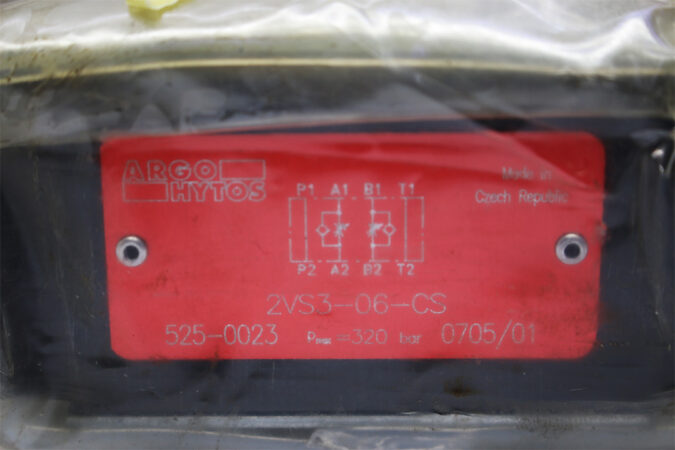 ARGO
HYTOS
Made in
Czech Republic
P1 A1 B1 T1
P2 A2 B2 T2
2VS3-06-CS
525-0023 Pmax=320 bar 0705/01